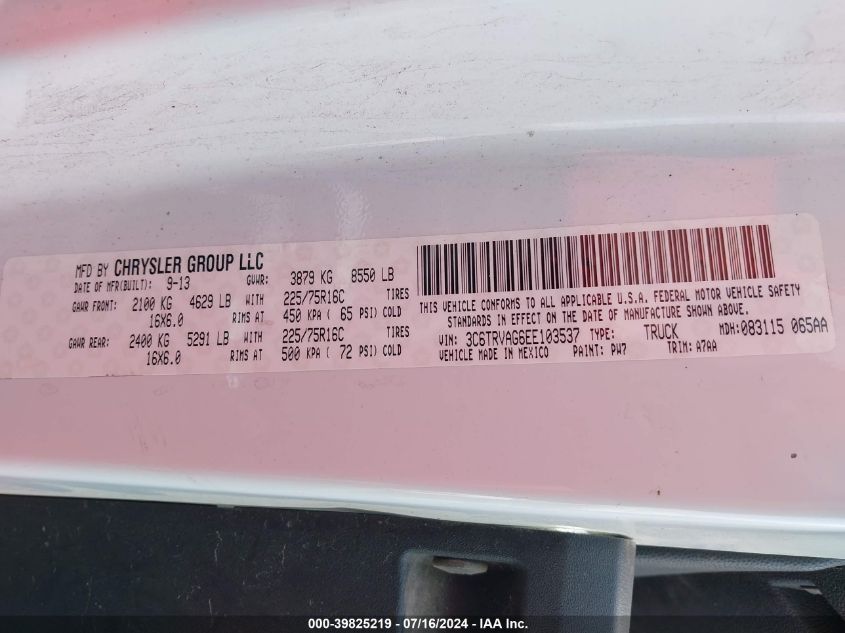 MFD BY CHRYSLER GROUP LLC
DATE OF MFR(BUILT): 9-13 GVWR: 3879 KG 8550 LB
GAWR FRONT: 2100 KG 4629 LB WITH 225/75R16C TIRES
16X6.0 RIMS AT 450 KPA ( 65 PSI) COLD
GAWR REAR: 2400 KG 5291 LB WITH 225/75R16C TIRES
16X6.0 RIMS AT 500 KPA ( 72 PSI) COLD
THIS VEHICLE CONFORMS TO ALL APPLICABLE U.S.A. FEDERAL MOTOR VEHICLE SAFETY
STANDARDS IN EFFECT ON THE DATE OF MANUFACTURE SHOWN ABOVE.
VIN: 3C6TRVAG6EE103537 TYPE: TRUCK MDH: 083115 065AA
VEHICLE MADE IN MEXICO PAINT: PW7 TRIM: A7AA
000-39825219 - 07/16/2024 - IAA Inc.